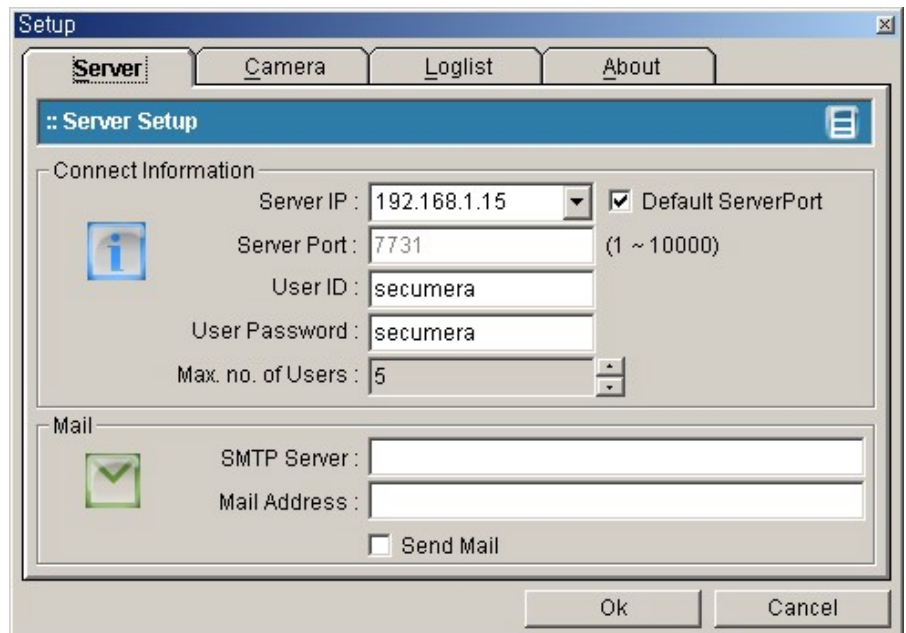 Setup
Server Camera Loglist About
:: Server Setup
Connect Information
Server IP : 192.168.1.15 Default ServerPort
Server Port : 7731 (1 ~ 10000)
User ID : secumera
User Password : secumera
Max. no. of Users : 5
Mail
SMTP Server :
Mail Address :
Send Mail
Ok Cancel